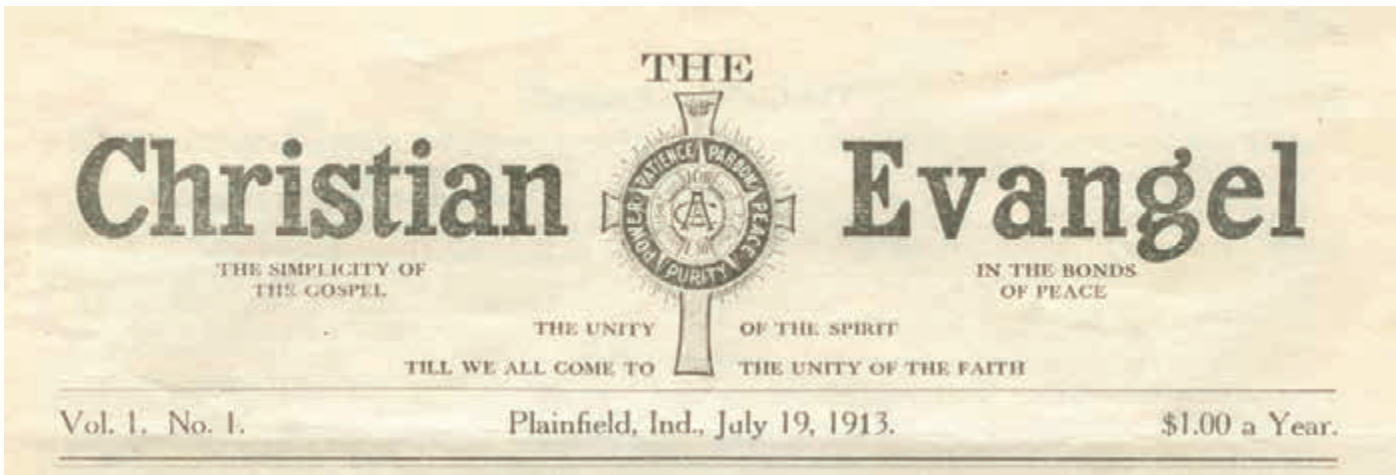 THE
Christian Evangel
PATIENCE PARDON PEACE PURITY POWER
THE SIMPLICITY OF
THE GOSPEL
IN THE BONDS
OF PEACE
THE UNITY OF THE SPIRIT
TILL WE ALL COME TO THE UNITY OF THE FAITH
Vol. 1. No. 1. Plainfield, Ind., July 19, 1913. $1.00 a Year.